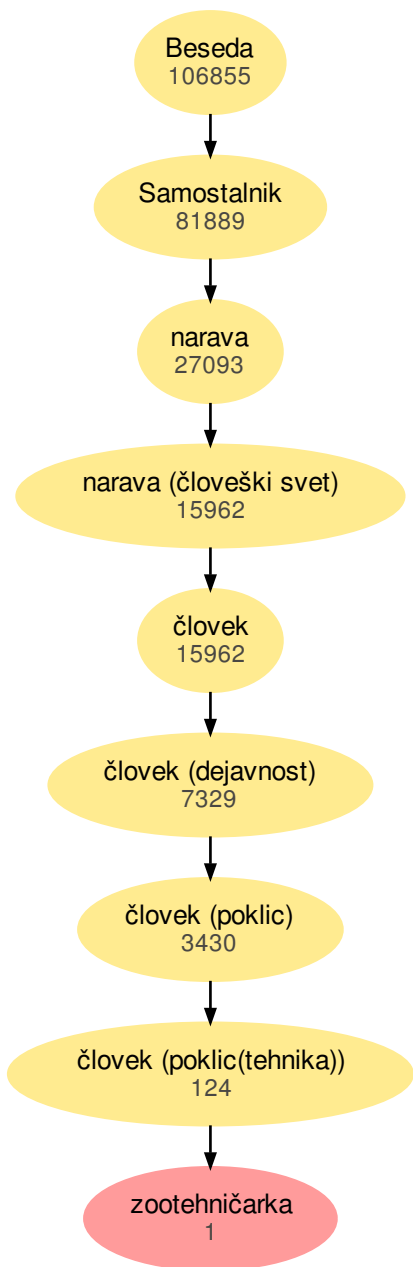 Beseda
106855
Samostalnik
81889
narava
27093
narava (človeški svet)
15962
človek
15962
človek (dejavnost)
7329
človek (poklic)
3430
človek (poklic(tehnika))
124
zootehničarka
1